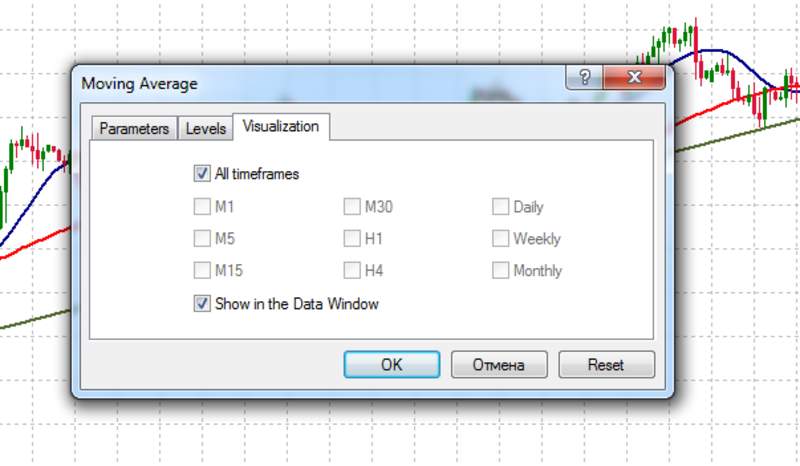 Moving Average
?
Parameters Levels Visualization
All timeframes
M1 M30 Daily
M5 H1 Weekly
M15 H4 Monthly
Show in the Data Window
OK Отмена Reset